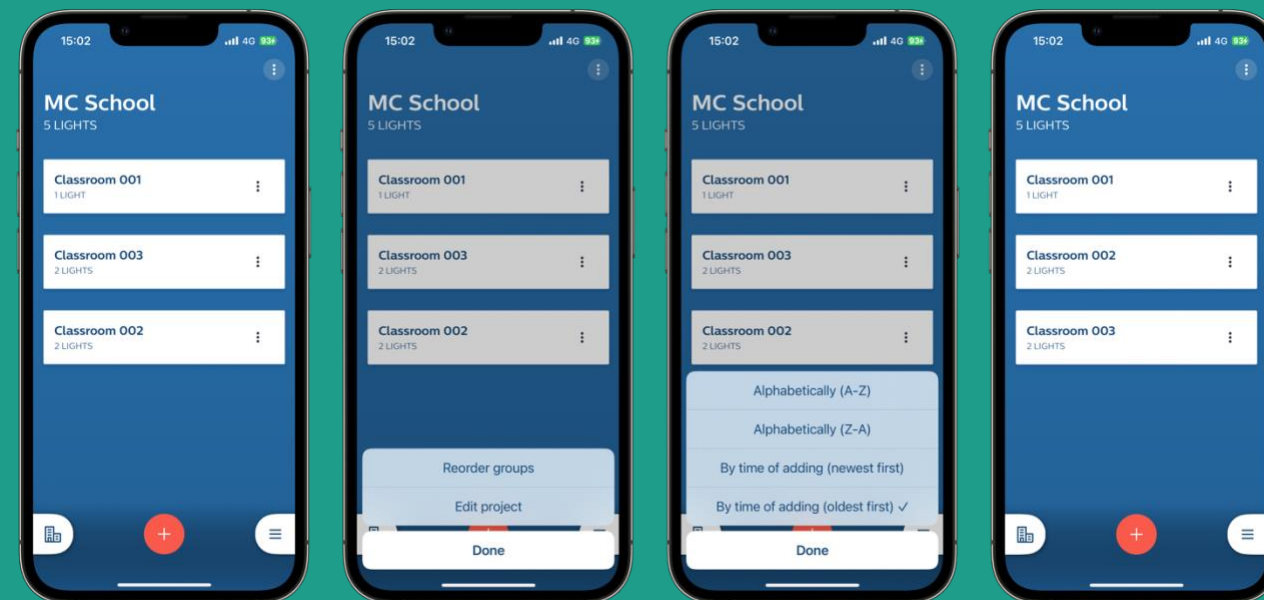 15:02
4G 93+
MC School
5 LIGHTS
Classroom 001
1 LIGHT
Classroom 003
2 LIGHTS
Classroom 002
2 LIGHTS
15:02
4G 93+
MC School
5 LIGHTS
Classroom 001
1 LIGHT
Classroom 003
2 LIGHTS
Classroom 002
2 LIGHTS
Reorder groups
Edit project
Done
15:02
4G 93+
MC School
5 LIGHTS
Classroom 001
1 LIGHT
Classroom 003
2 LIGHTS
Classroom 002
2 LIGHTS
Alphabetically (A-Z)
Alphabetically (Z-A)
By time of adding (newest first)
By time of adding (oldest first) ✓
Done
15:02
4G 93+
MC School
5 LIGHTS
Classroom 001
1 LIGHT
Classroom 002
2 LIGHTS
Classroom 003
2 LIGHTS